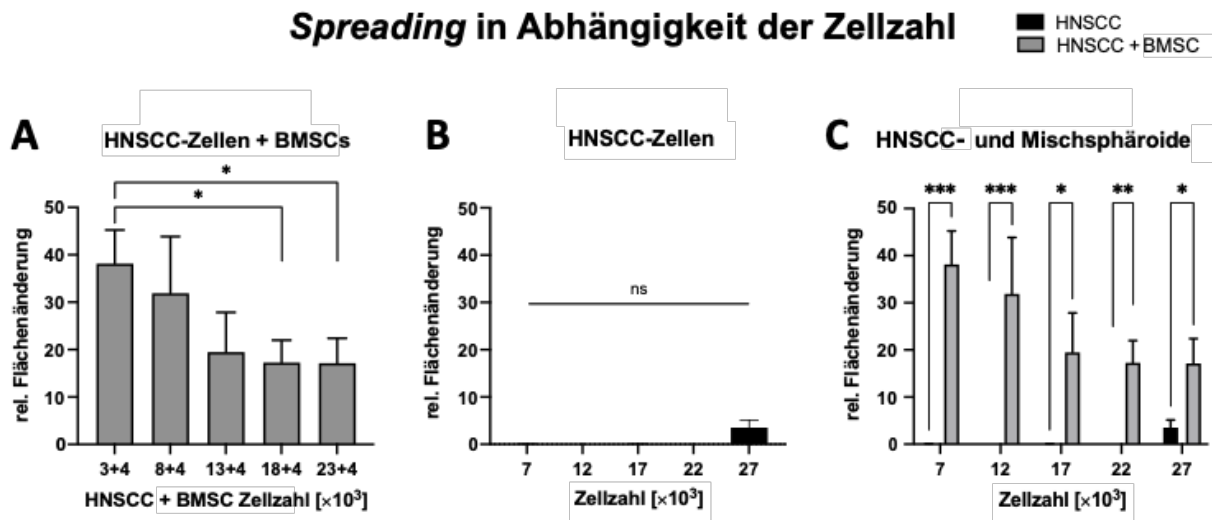 Spreading in Abhängigkeit der Zellzahl
HNSCC
HNSCC + BMSC
A
HNSCC-Zellen + BMSCs
*
*
rel. Flächenänderung
50
40
30
20
10
0
3+4 8+4 13+4 18+4 23+4
HNSCC + BMSC Zellzahl [×10³]
B
HNSCC-Zellen
ns
rel. Flächenänderung
50
40
30
20
10
0
7 12 17 22 27
Zellzahl [×10³]
C
HNSCC- und Mischsphäroide
*** *** * ** *
rel. Flächenänderung
50
40
30
20
10
0
7 12 17 22 27
Zellzahl [×10³]